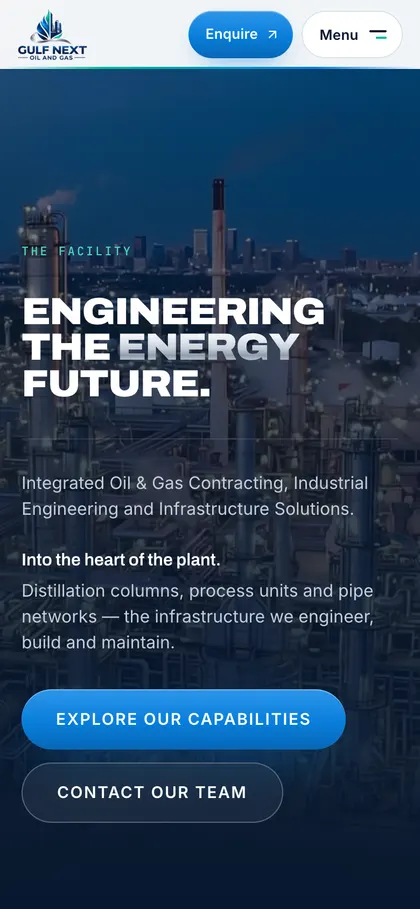 GULF NEXT
OIL AND GAS
Enquire
Menu
THE FACILITY
ENGINEERING
THE ENERGY
FUTURE.
Integrated Oil & Gas Contracting, Industrial
Engineering and Infrastructure Solutions.
Into the heart of the plant.
Distillation columns, process units and pipe
networks — the infrastructure we engineer,
build and maintain.
EXPLORE OUR CAPABILITIES
CONTACT OUR TEAM